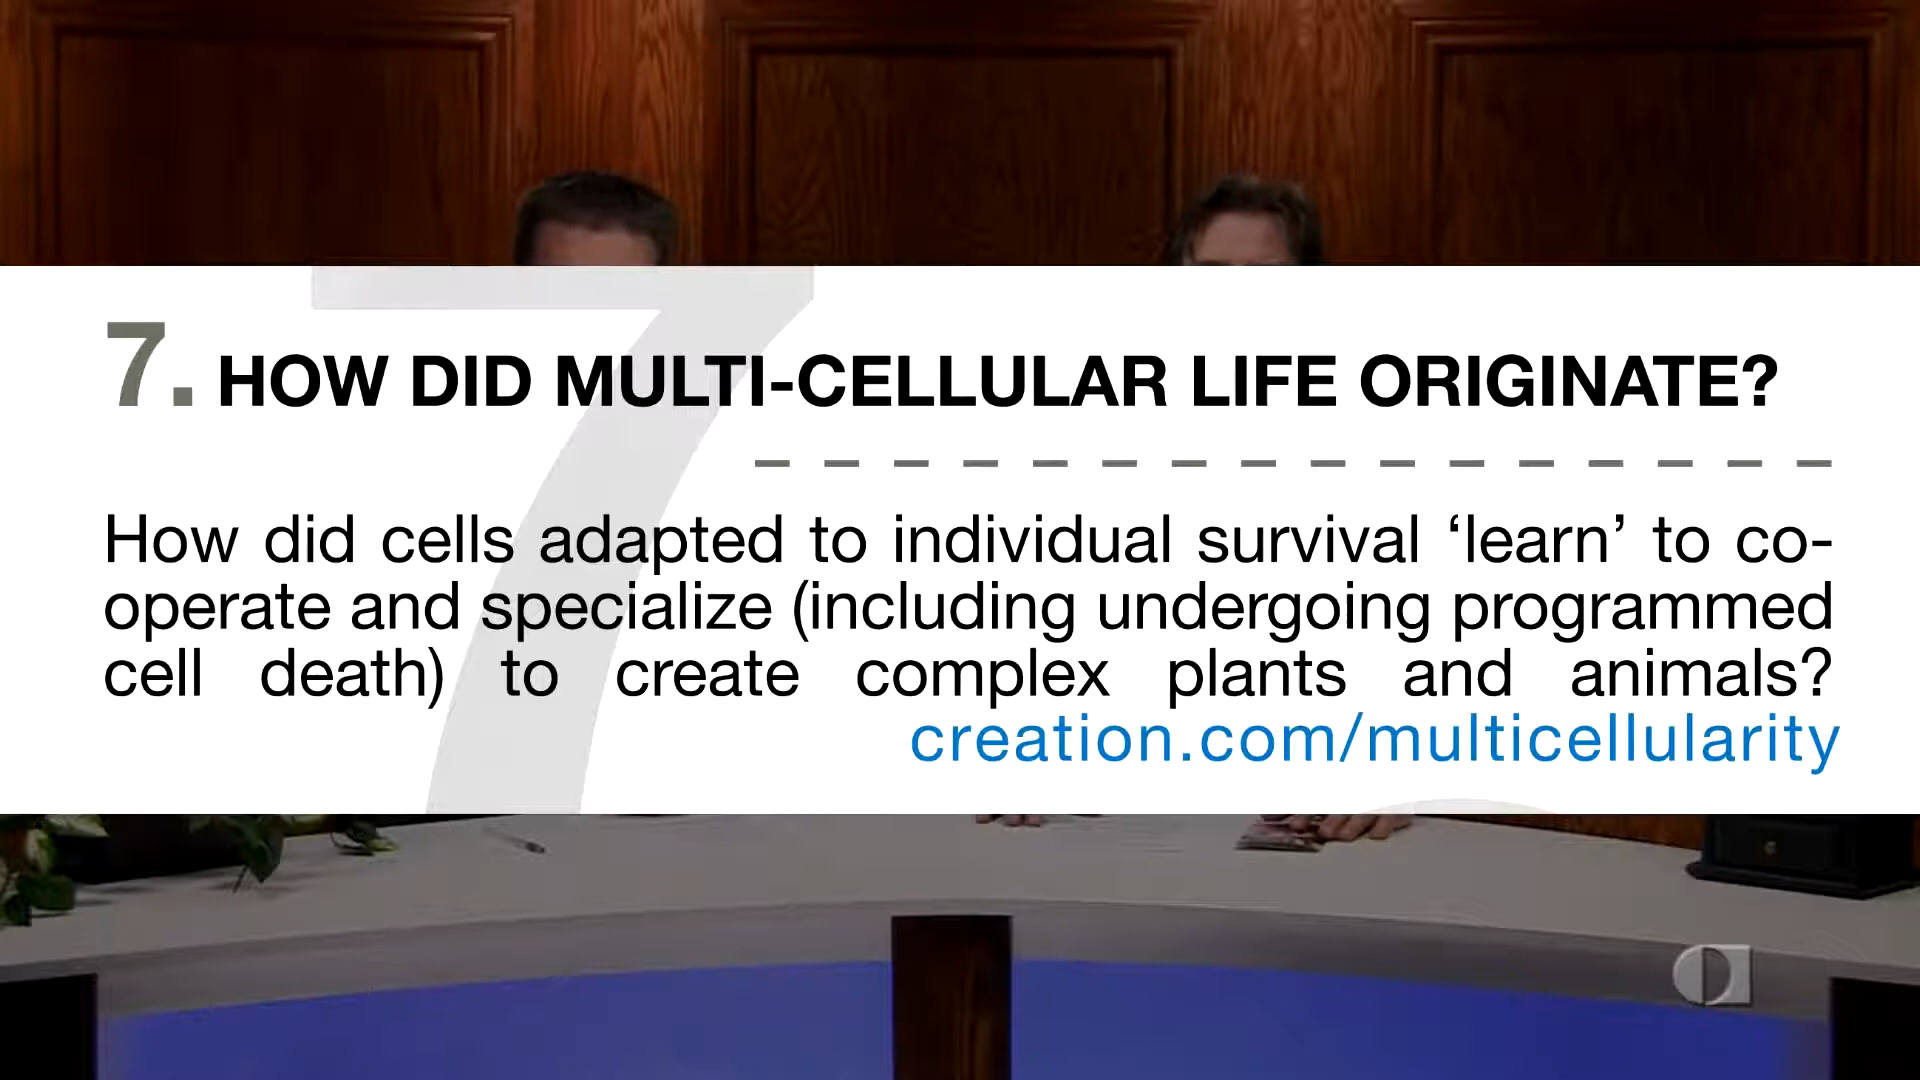 7. HOW DID MULTI-CELLULAR LIFE ORIGINATE?
How did cells adapted to individual survival ‘learn’ to co-
operate and specialize (including undergoing programmed
cell death) to create complex plants and animals?
creation.com/multicellularity